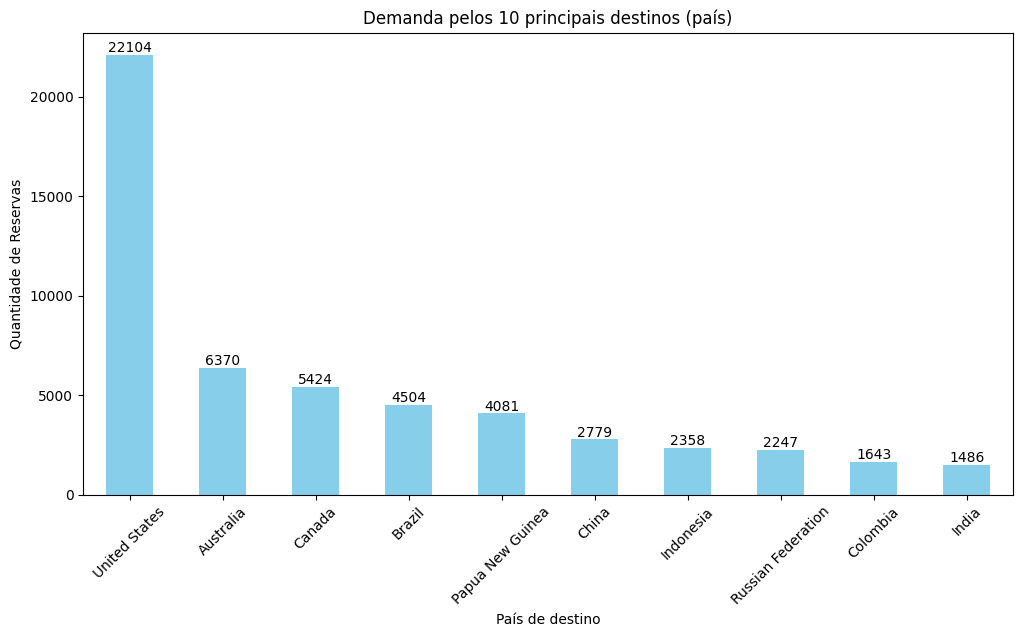 Demanda pelos 10 principais destinos (país)
Quantidade de Reservas
20000
15000
10000
5000
0
22104
6370
5424
4504
4081
2779
2358
2247
1643
1486
United States
Australia
Canada
Brazil
Papua New Guinea
China
Indonesia
Russian Federation
Colombia
India
País de destino